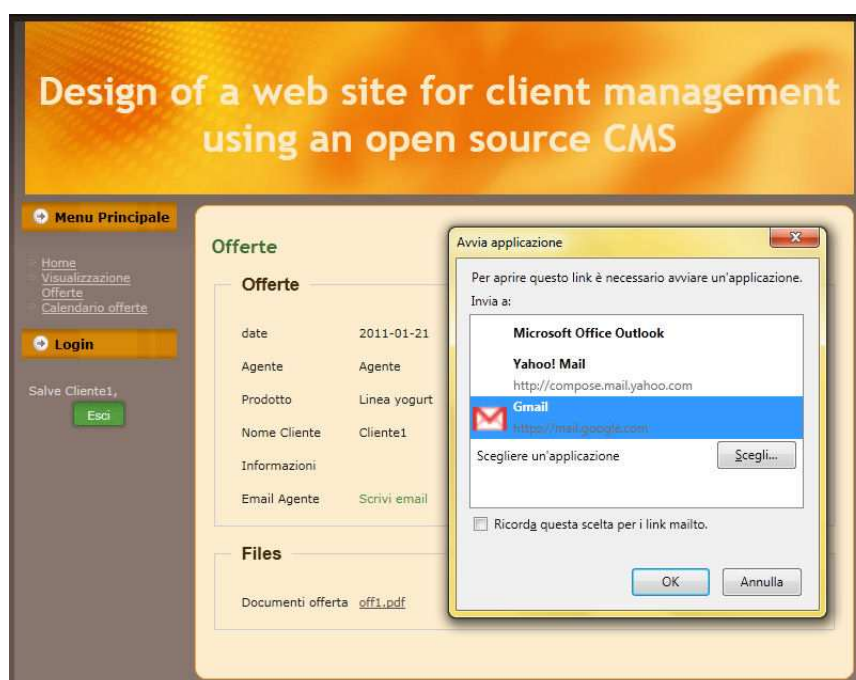 Design of a web site for client management
using an open source CMS
Menu Principale
Home
Visualizzazione
Offerte
Calendario offerte
Login
Salve Cliente1,
Esci
Offerte
Offerte
date 2011-01-21
Agente Agente
Prodotto Linea yogurt
Nome Cliente Cliente1
Informazioni
Email Agente Scrivi email
Files
Documenti offerta off1.pdf
Avvia applicazione
Per aprire questo link è necessario avviare un'applicazione.
Invia a:
Microsoft Office Outlook
Yahoo! Mail
http://compose.mail.yahoo.com
Gmail
https://mail.google.com
Scegliere un'applicazione Scegli...
Ricorda questa scelta per i link mailto.
OK Annulla